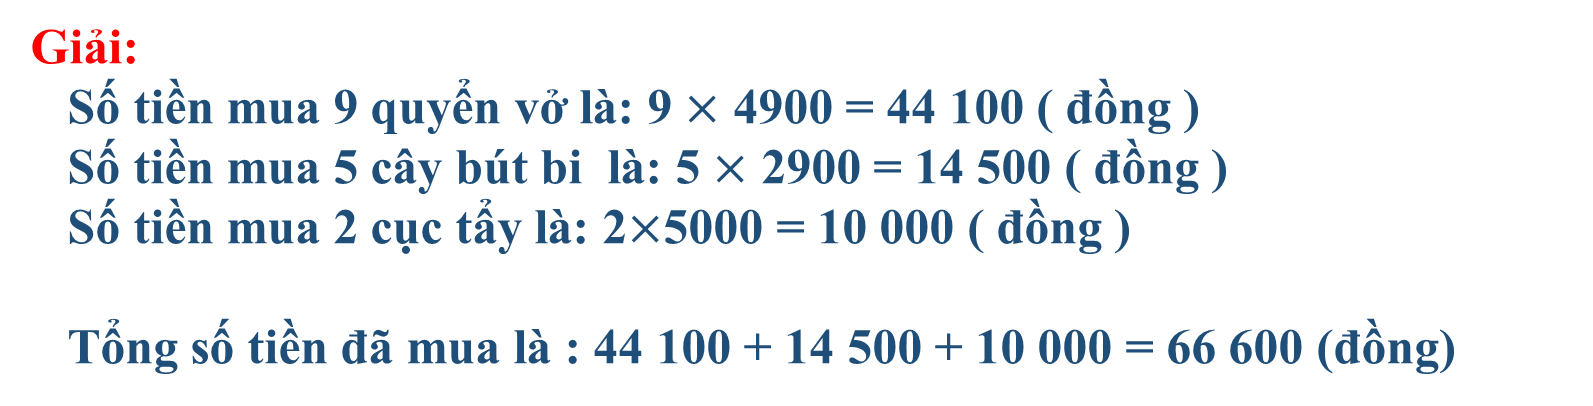 Giải:
Số tiền mua 9 quyển vở là: 9 × 4900 = 44 100 ( đồng )
Số tiền mua 5 cây bút bi  là: 5 × 2900 = 14 500 ( đồng )
Số tiền mua 2 cục tẩy là: 2×5000 = 10 000 ( đồng )
Tổng số tiền đã mua là : 44 100 + 14 500 + 10 000 = 66 600 (đồng)